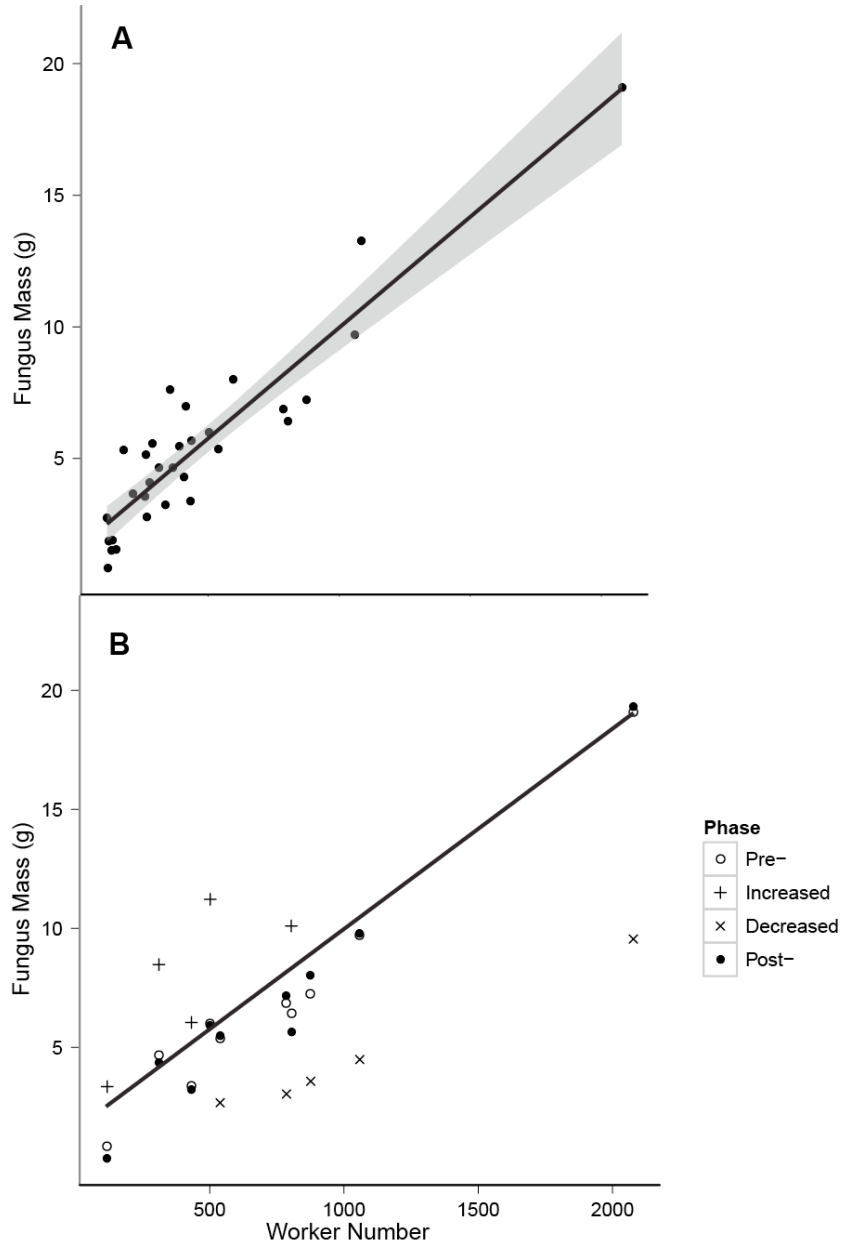 A
20
15
10
5
Fungus Mass (g)
B
20
15
10
5
Fungus Mass (g)
500 1000 1500 2000
Worker Number
Phase
Pre−
Increased
Decreased
Post−